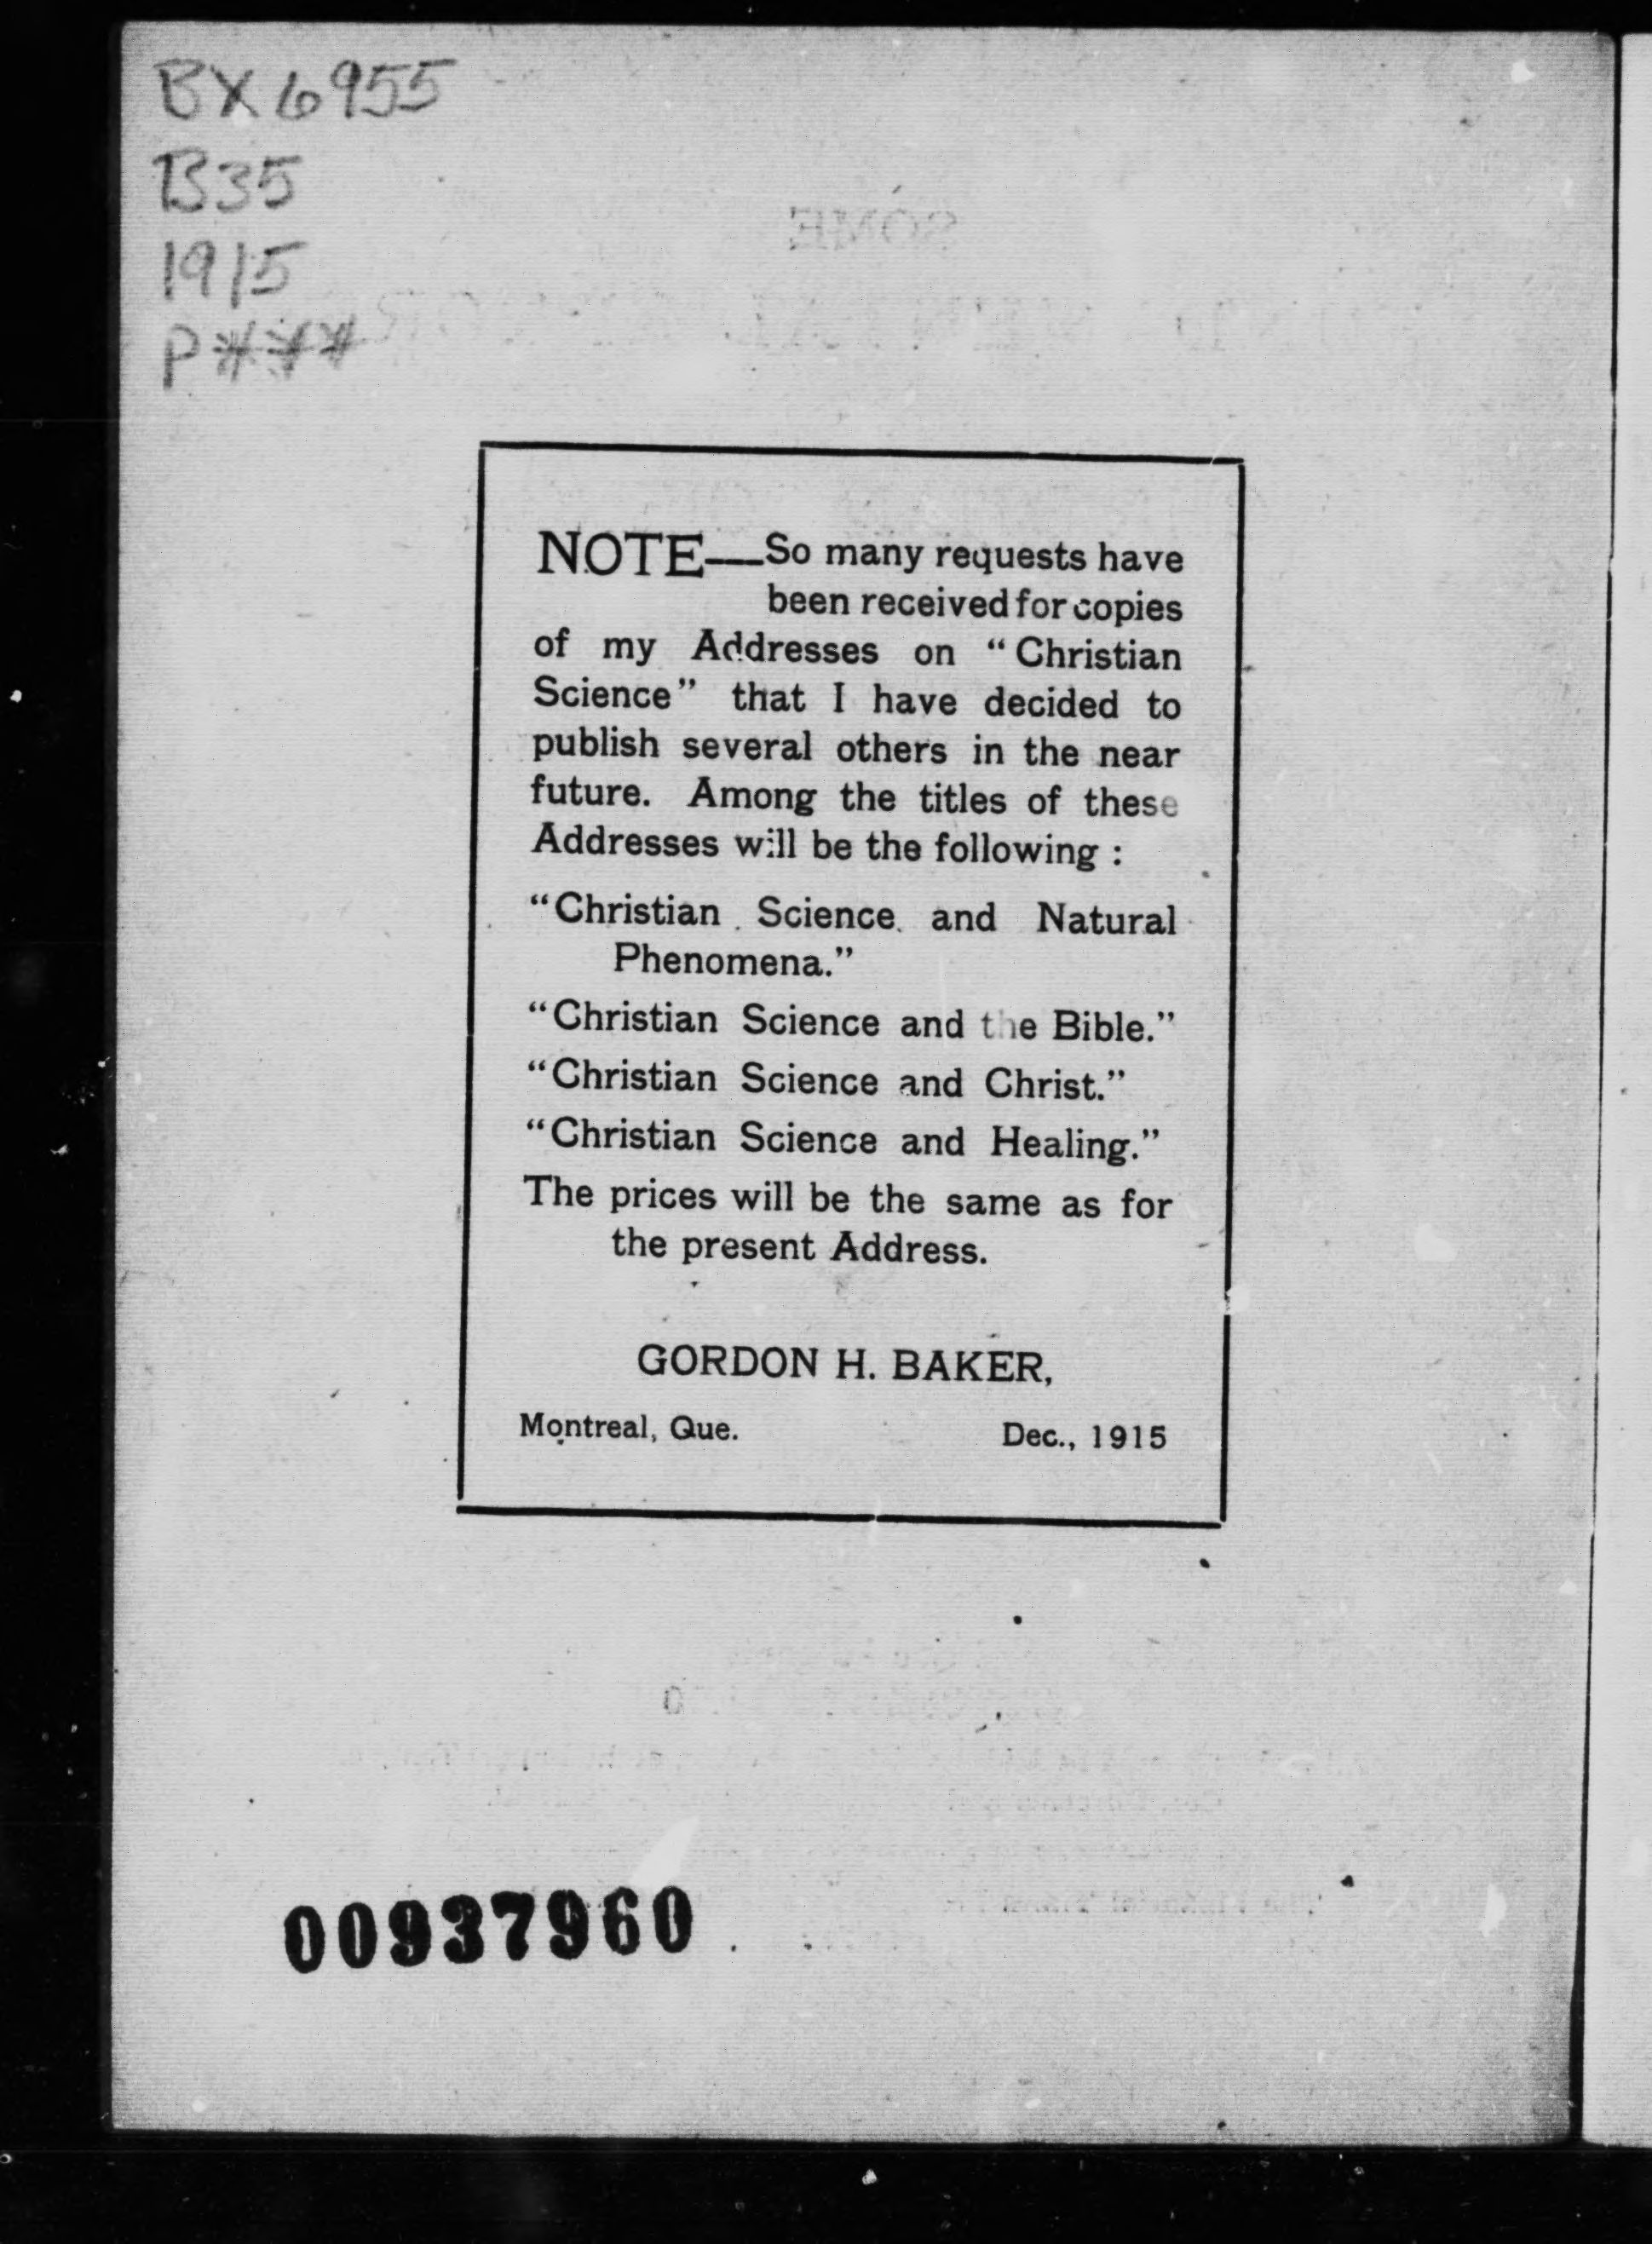 BX6955
B35
1915
P***
SOME
NOTE—So many requests have
been received for copies
of my Addresses on "Christian
Science" that I have decided to
publish several others in the near
future. Among the titles of these
Addresses will be the following :
"Christian Science and Natural
Phenomena."
"Christian Science and the Bible."
"Christian Science and Christ."
"Christian Science and Healing."
The prices will be the same as for
the present Address.
GORDON H. BAKER,
Montreal, Que. Dec., 1915
00937960